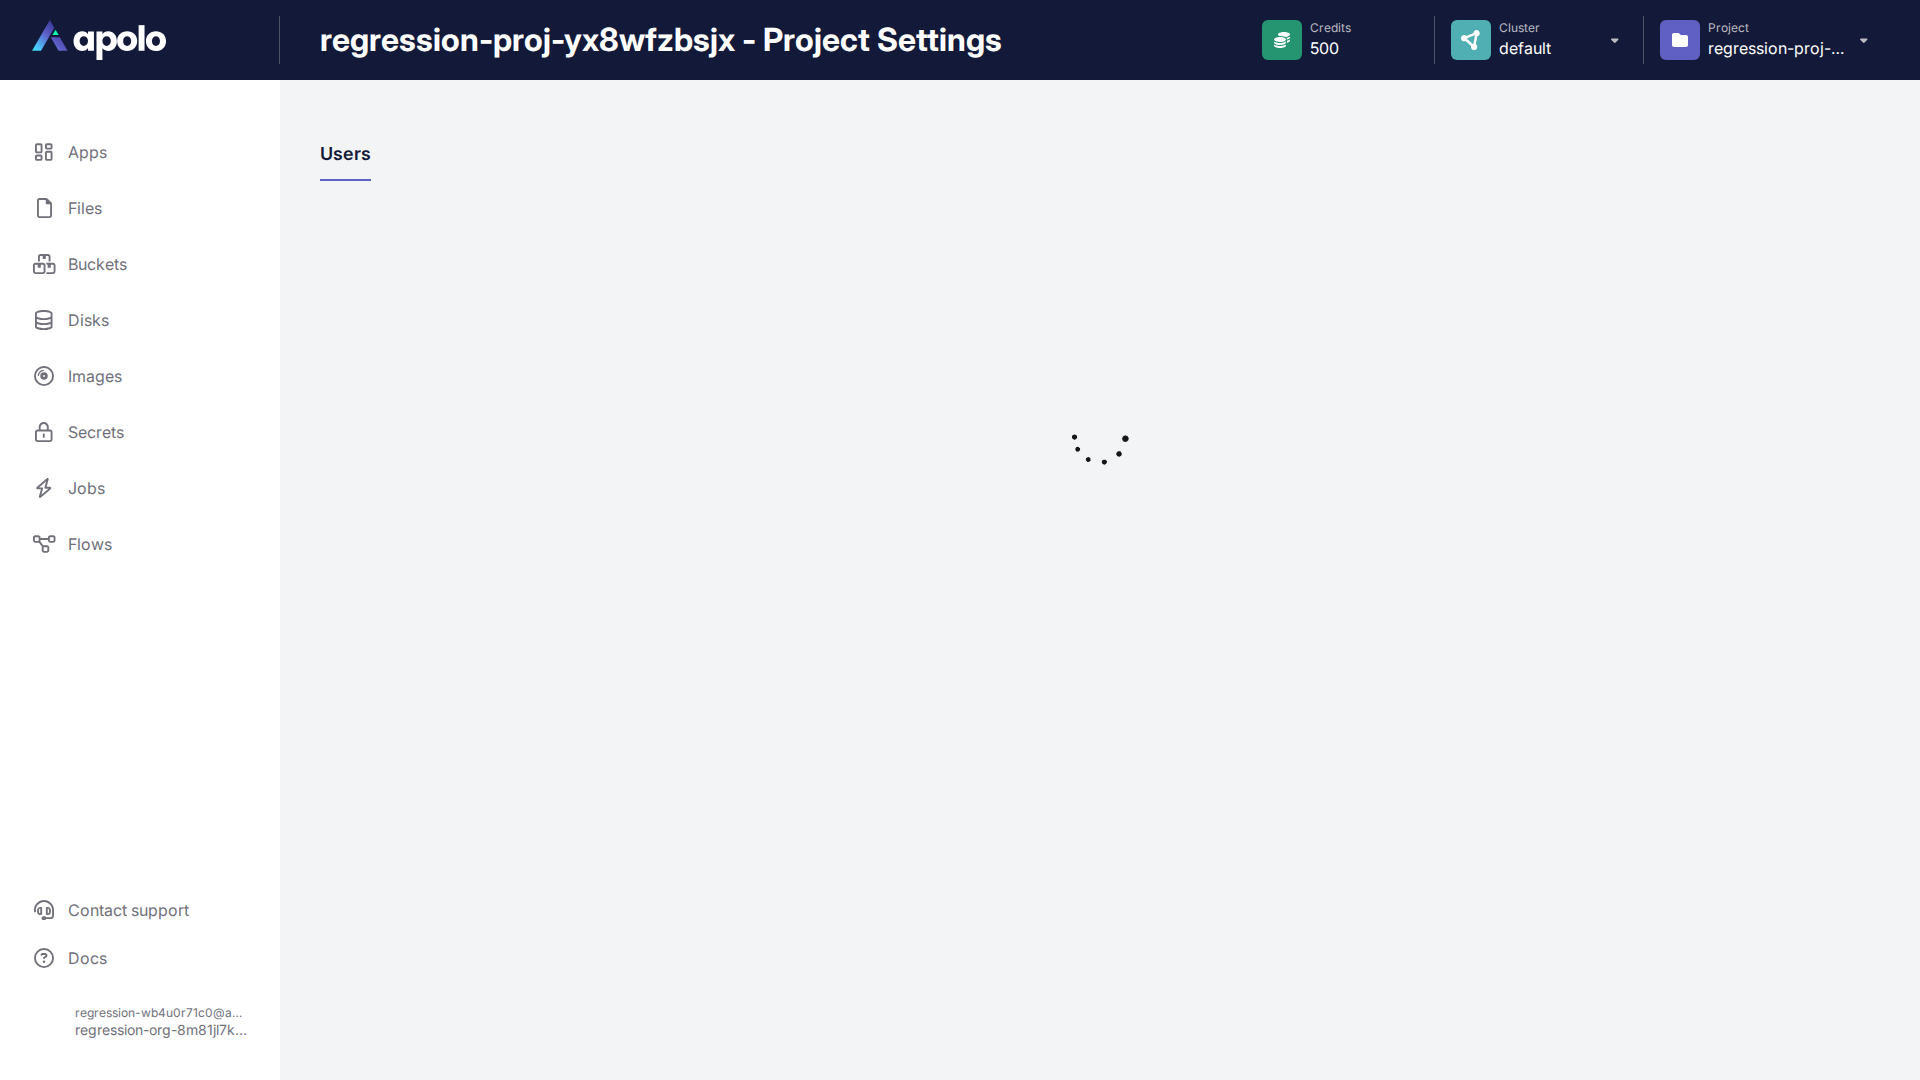 apolo
regression-proj-yx8wfzbsjx - Project Settings
Credits
500
Cluster
default
Project
regression-proj-...
Apps
Files
Buckets
Disks
Images
Secrets
Jobs
Flows
Users
Contact support
Docs
regression-wb4u0r71c0@a...
regression-org-8m81jl7k...